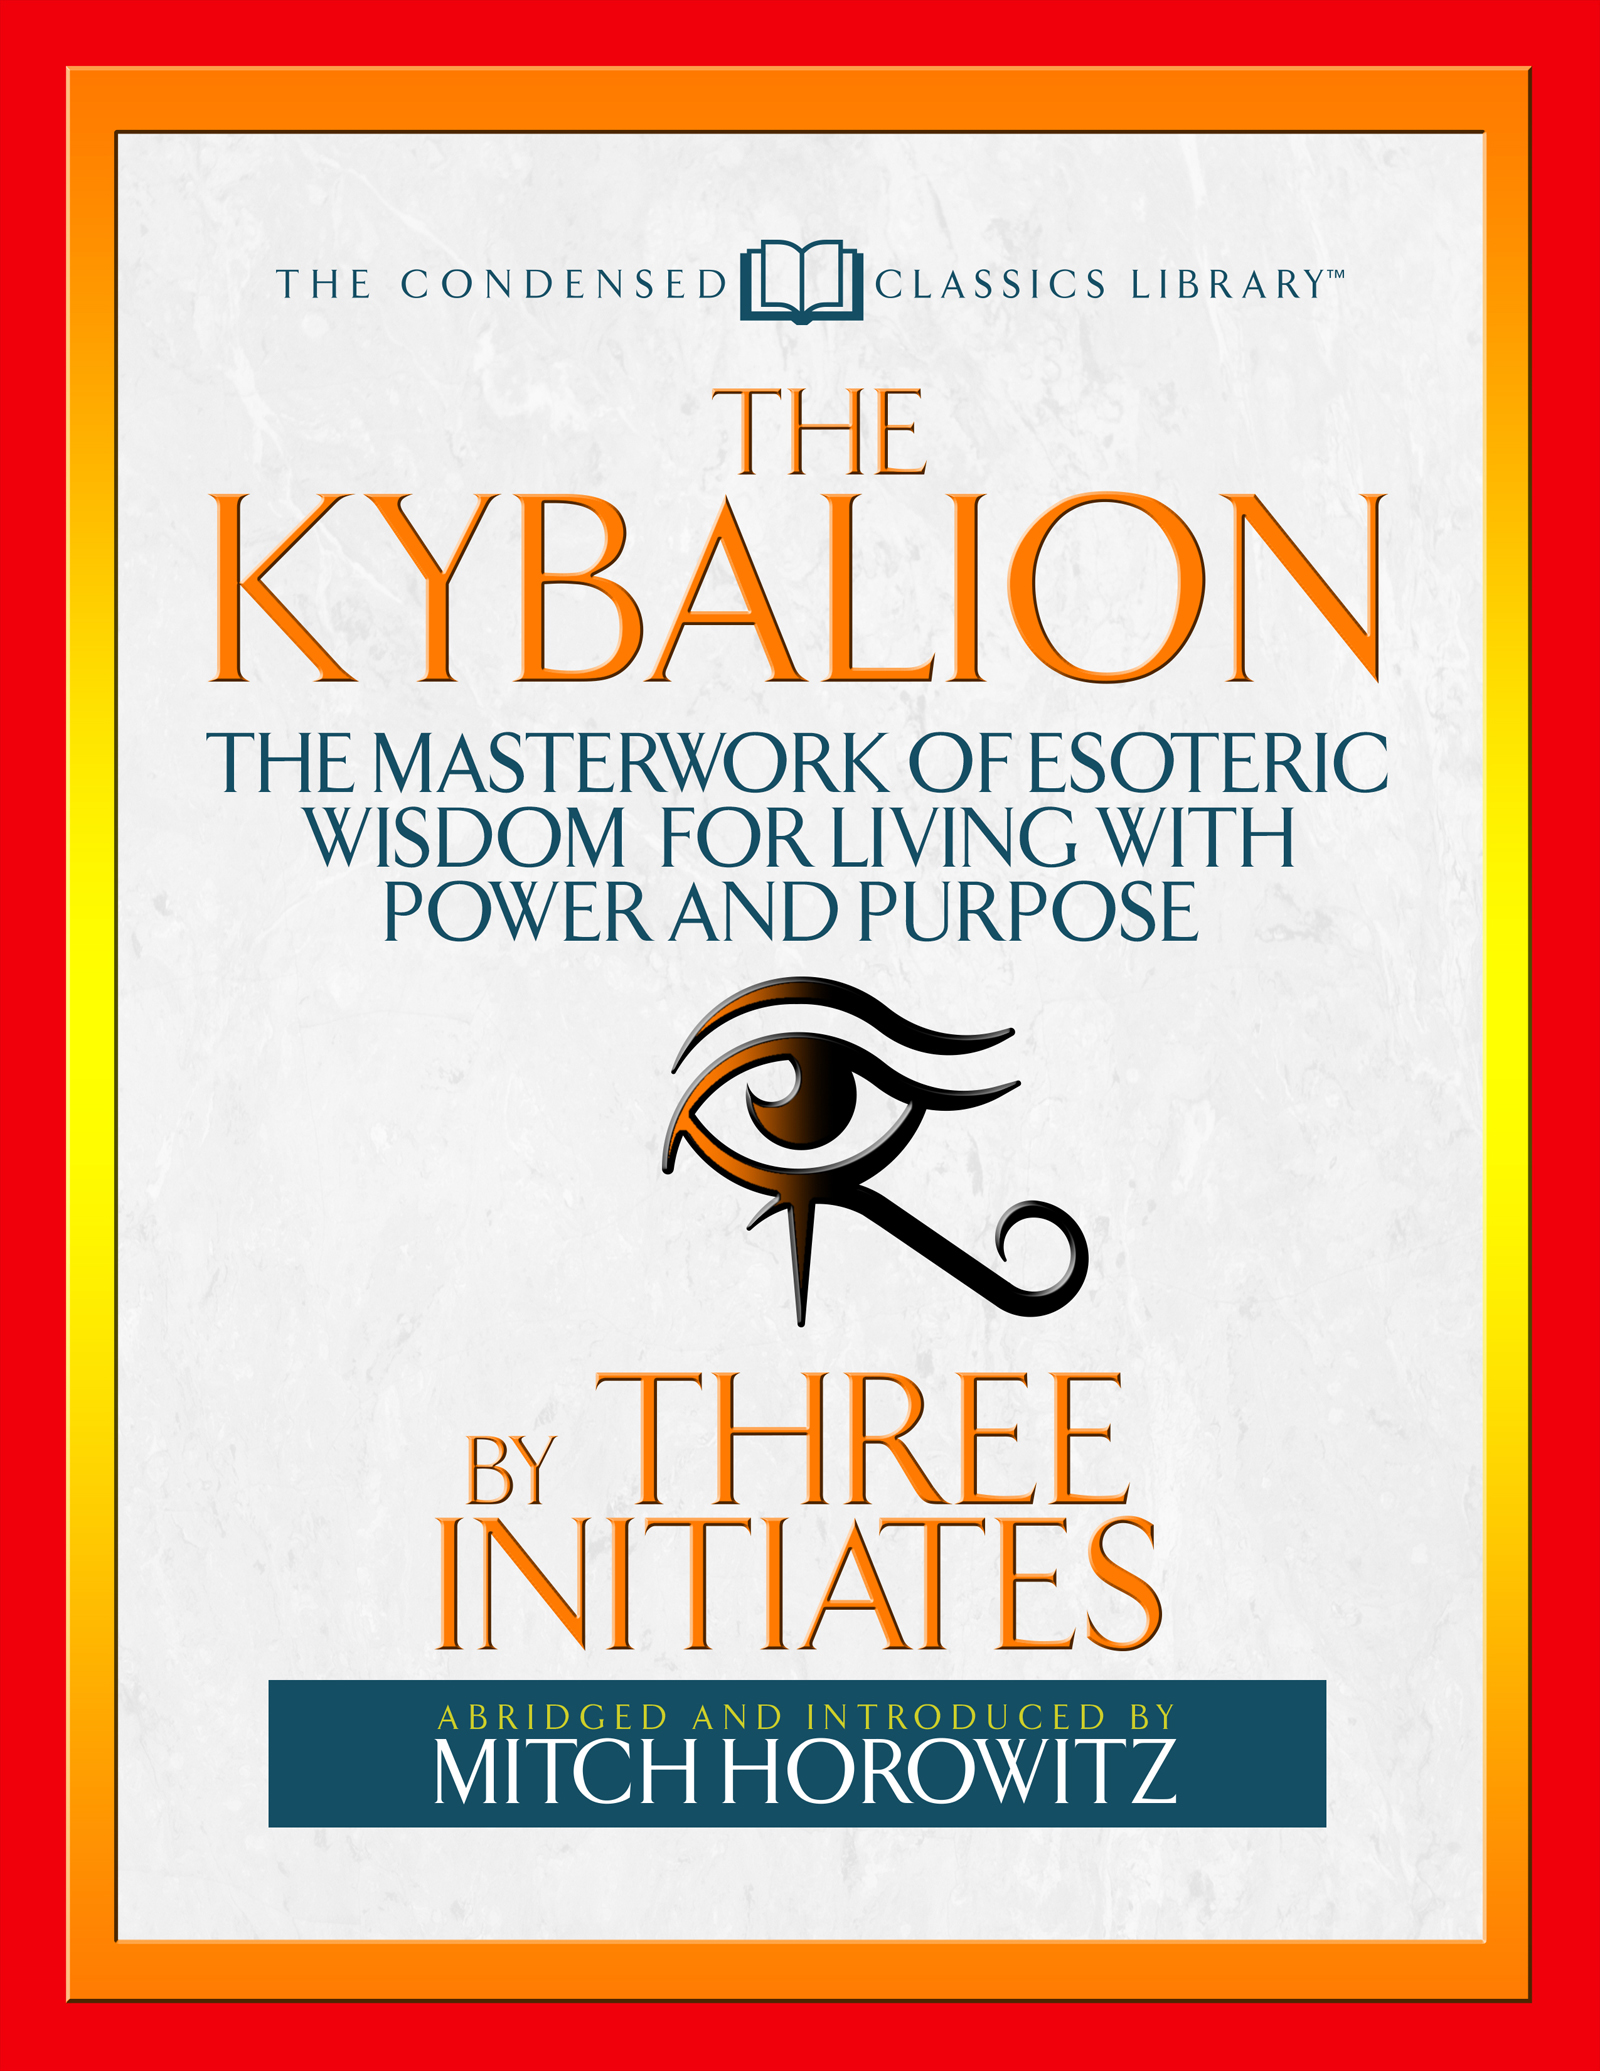 THE CONDENSED CLASSICS LIBRARY™
THE
KYBALION
THE MASTERWORK OF ESOTERIC
WISDOM FOR LIVING WITH
POWER AND PURPOSE
BY THREE
INITIATES
ABRIDGED AND INTRODUCED BY
MITCH HOROWITZ